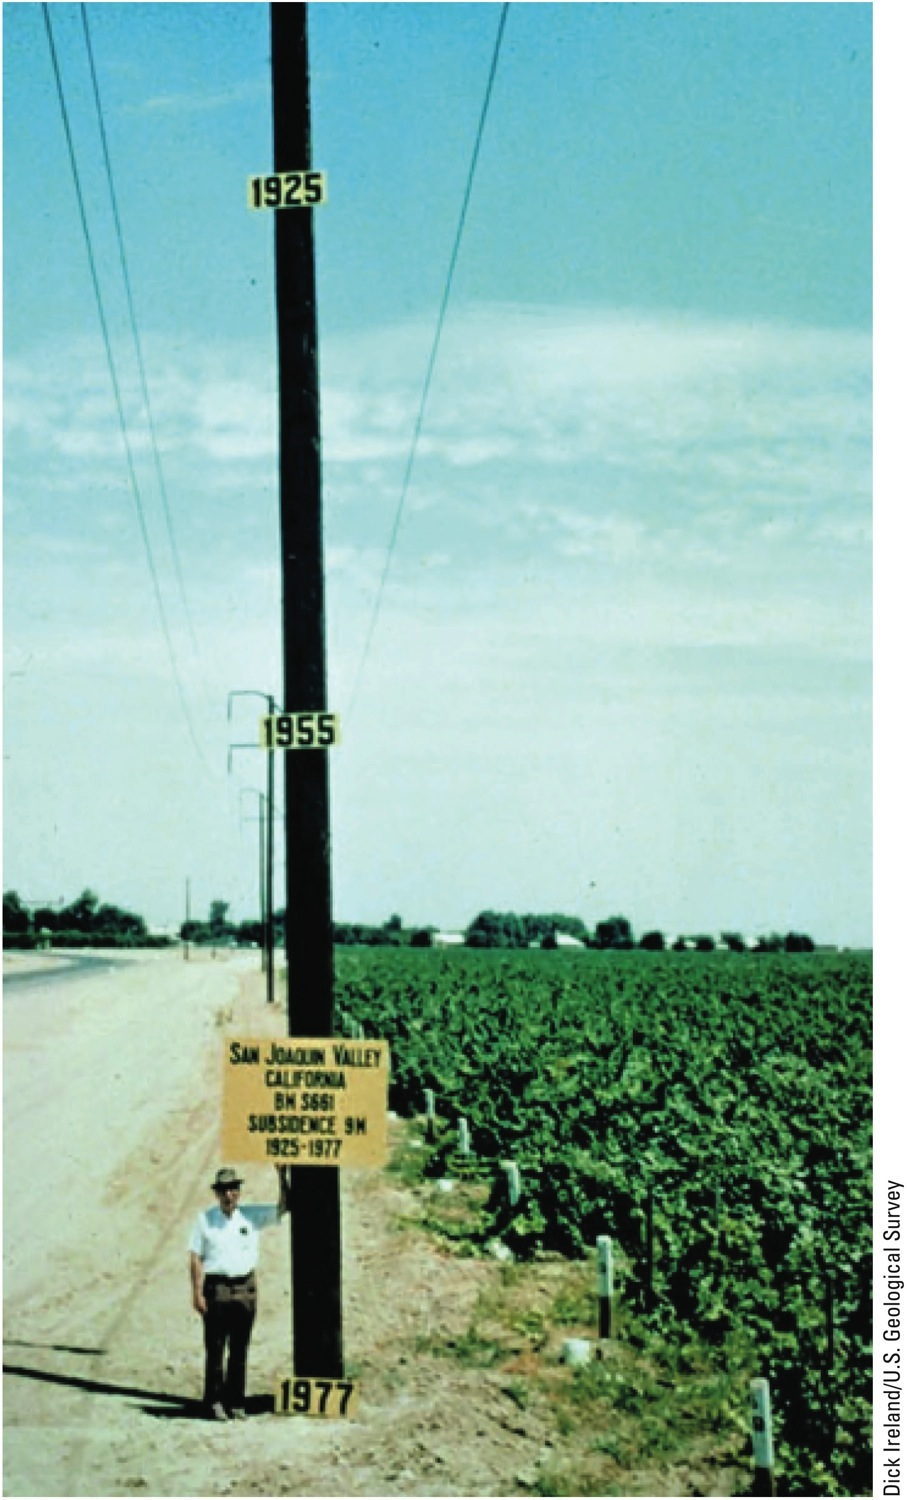 1925
1955
SAN JOAQUIN VALLEY
CALIFORNIA
BM S661
SUBSIDENCE 9M
1925-1977
1977
Dick Ireland/U.S. Geological Survey